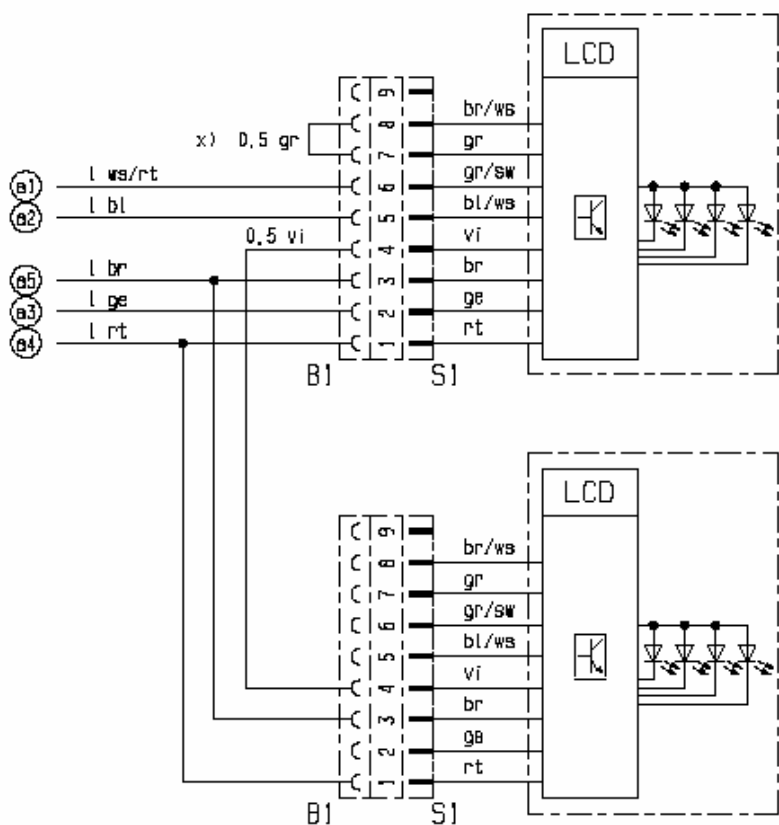 LCD
9
br/ws
8
x) 0,5 gr
gr
7
a1 1 ws/rt
gr/sw
6
a2 1 bl
bl/ws
5
0.5 vi
vi
4
a5 1 br
br
3
a3 1 ge
ge
2
a4 1 rt
rt
1
B1 S1
LCD
9
br/ws
8
gr
7
gr/sw
6
bl/ws
5
vi
4
br
3
ge
2
rt
1
B1 S1